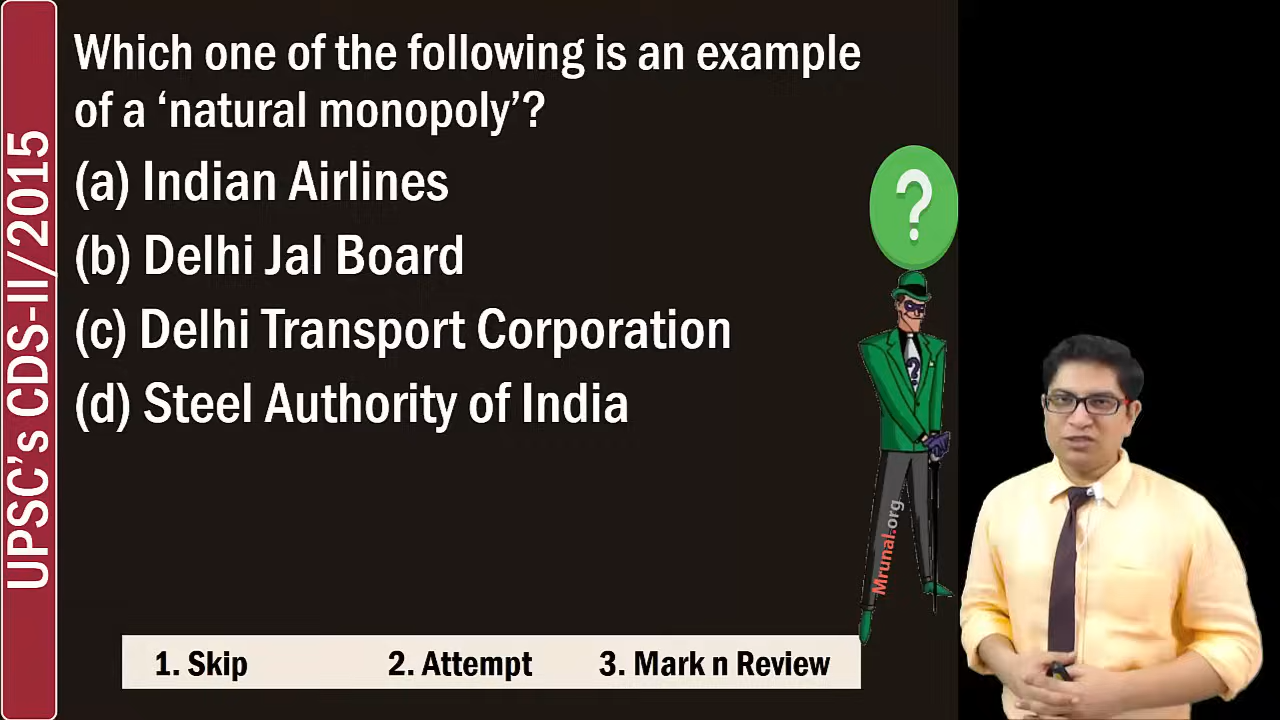 UPSC's CDS-II/2015
Which one of the following is an example
of a ‘natural monopoly’?
(a) Indian Airlines
(b) Delhi Jal Board
(c) Delhi Transport Corporation
(d) Steel Authority of India
?
?
Mrunal.org
1. Skip 2. Attempt 3. Mark n Review